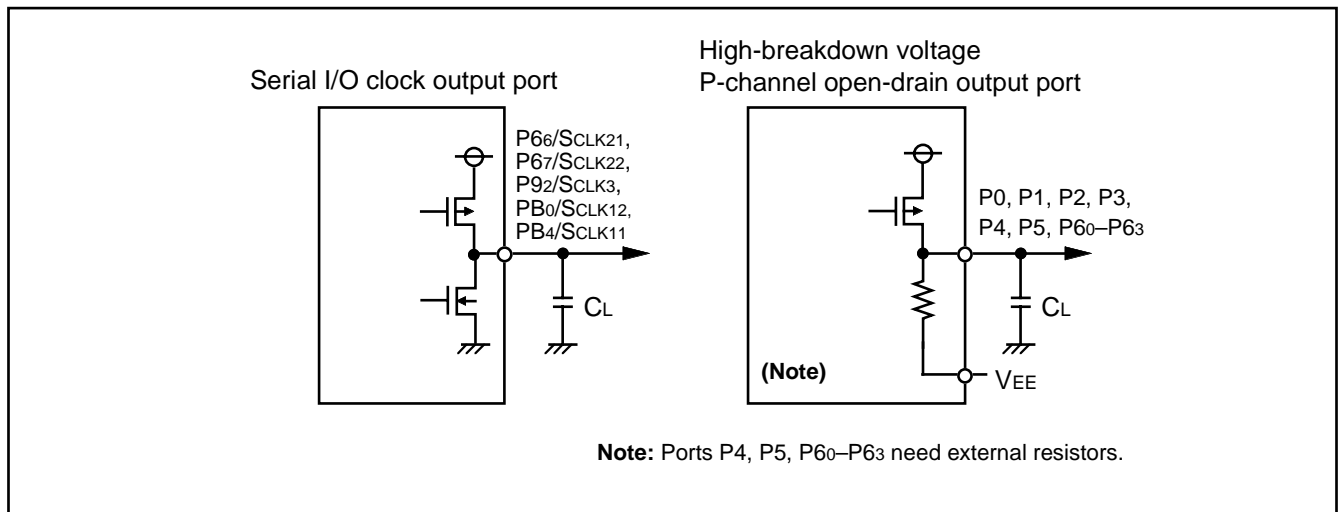 Serial I/O clock output port
P66/SCLK21,
P67/SCLK22,
P92/SCLK3,
PB0/SCLK12,
PB4/SCLK11
CL
High-breakdown voltage
P-channel open-drain output port
P0, P1, P2, P3,
P4, P5, P60–P63
CL
(Note)
VEE
Note: Ports P4, P5, P60–P63 need external resistors.